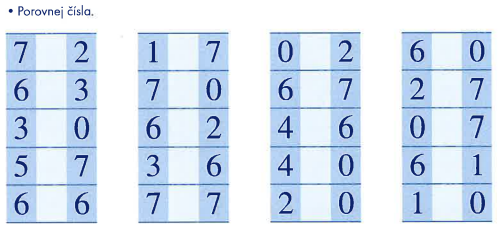 • Porovnej čísla.
7 2 1 7 0 2 6 0
6 3 7 0 6 7 2 7
3 0 6 2 4 6 0 7
5 7 3 6 4 0 6 1
6 6 7 7 2 0 1 0